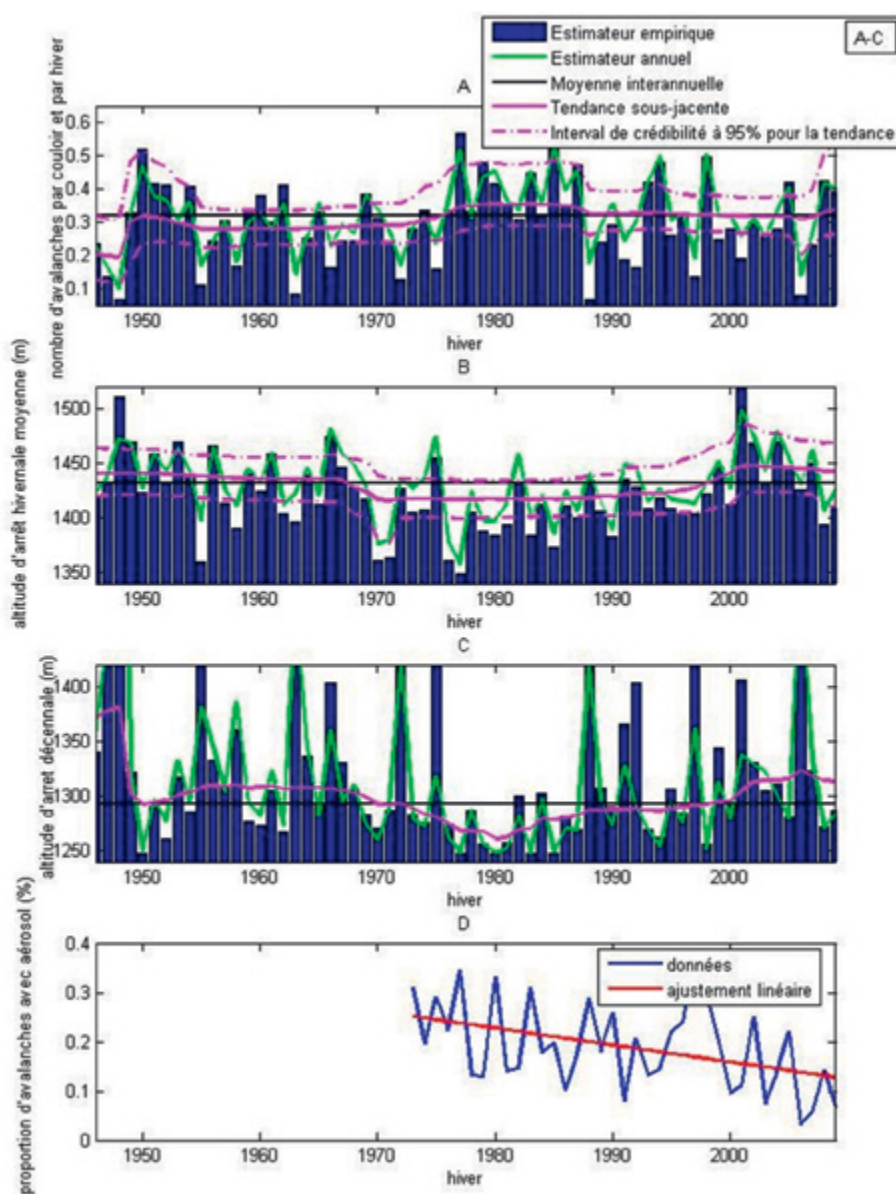 A-C
Estimateur empirique
Estimateur annuel
Moyenne interannuelle
Tendance sous-jacente
Interval de crédibilité à 95% pour la tendance
A
nombre d'avalanches par couloir et par hiver
0.6
0.5
0.4
0.3
0.2
0.1
1950 1960 1970 1980 1990 2000
hiver
B
altitude d'arrêt hivernale moyenne (m)
1500
1450
1400
1350
1950 1960 1970 1980 1990 2000
hiver
C
altitude d'arret décennale (m)
1400
1350
1300
1250
1950 1960 1970 1980 1990 2000
hiver
D
proportion d'avalanches avec aérosol (%)
0.4
0.3
0.2
0.1
0
données
ajustement linéaire
1950 1960 1970 1980 1990 2000
hiver